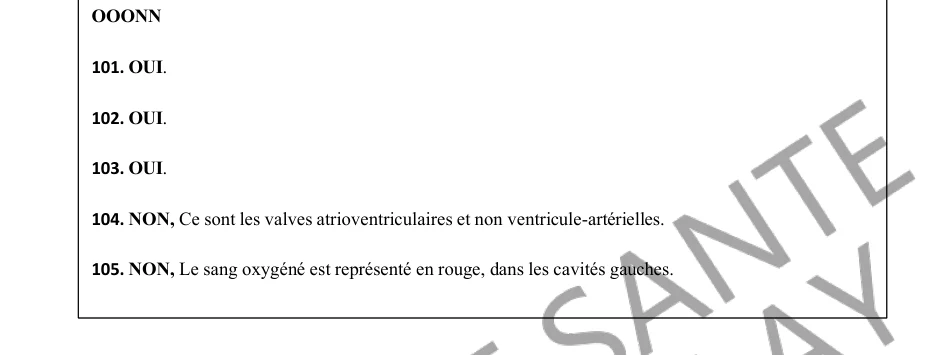 OOONN
101. OUI.
102. OUI.
103. OUI.
104. NON, Ce sont les valves atrioventriculaires et non ventricule-artérielles.
105. NON, Le sang oxygéné est représenté en rouge, dans les cavités gauches.
E SANTE
AY